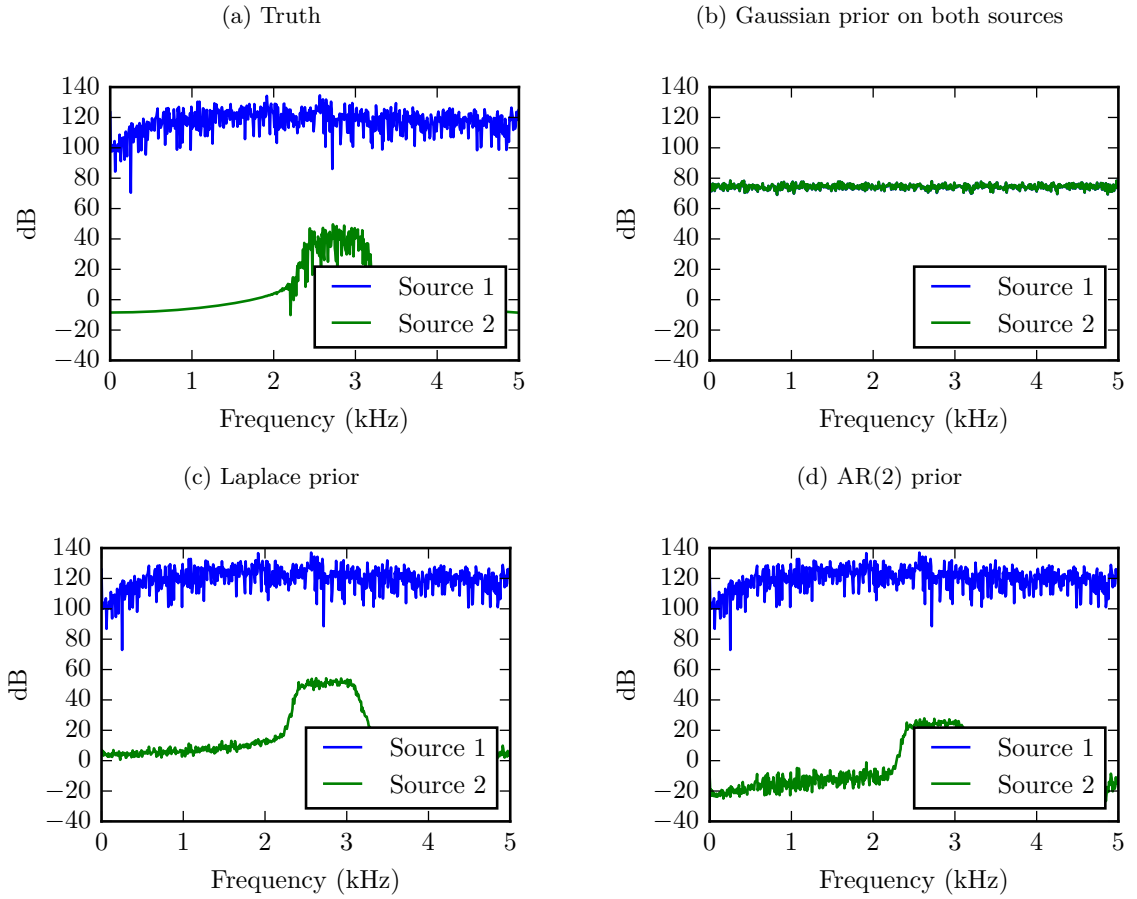 (a) Truth
140
120
100
80
60
40
20
0
−20
−40
dB
0 1 2 3 4 5
Frequency (kHz)
Source 1
Source 2
(b) Gaussian prior on both sources
140
120
100
80
60
40
20
0
−20
−40
dB
0 1 2 3 4 5
Frequency (kHz)
Source 1
Source 2
(c) Laplace prior
140
120
100
80
60
40
20
0
−20
−40
dB
0 1 2 3 4 5
Frequency (kHz)
Source 1
Source 2
(d) AR(2) prior
140
120
100
80
60
40
20
0
−20
−40
dB
0 1 2 3 4 5
Frequency (kHz)
Source 1
Source 2